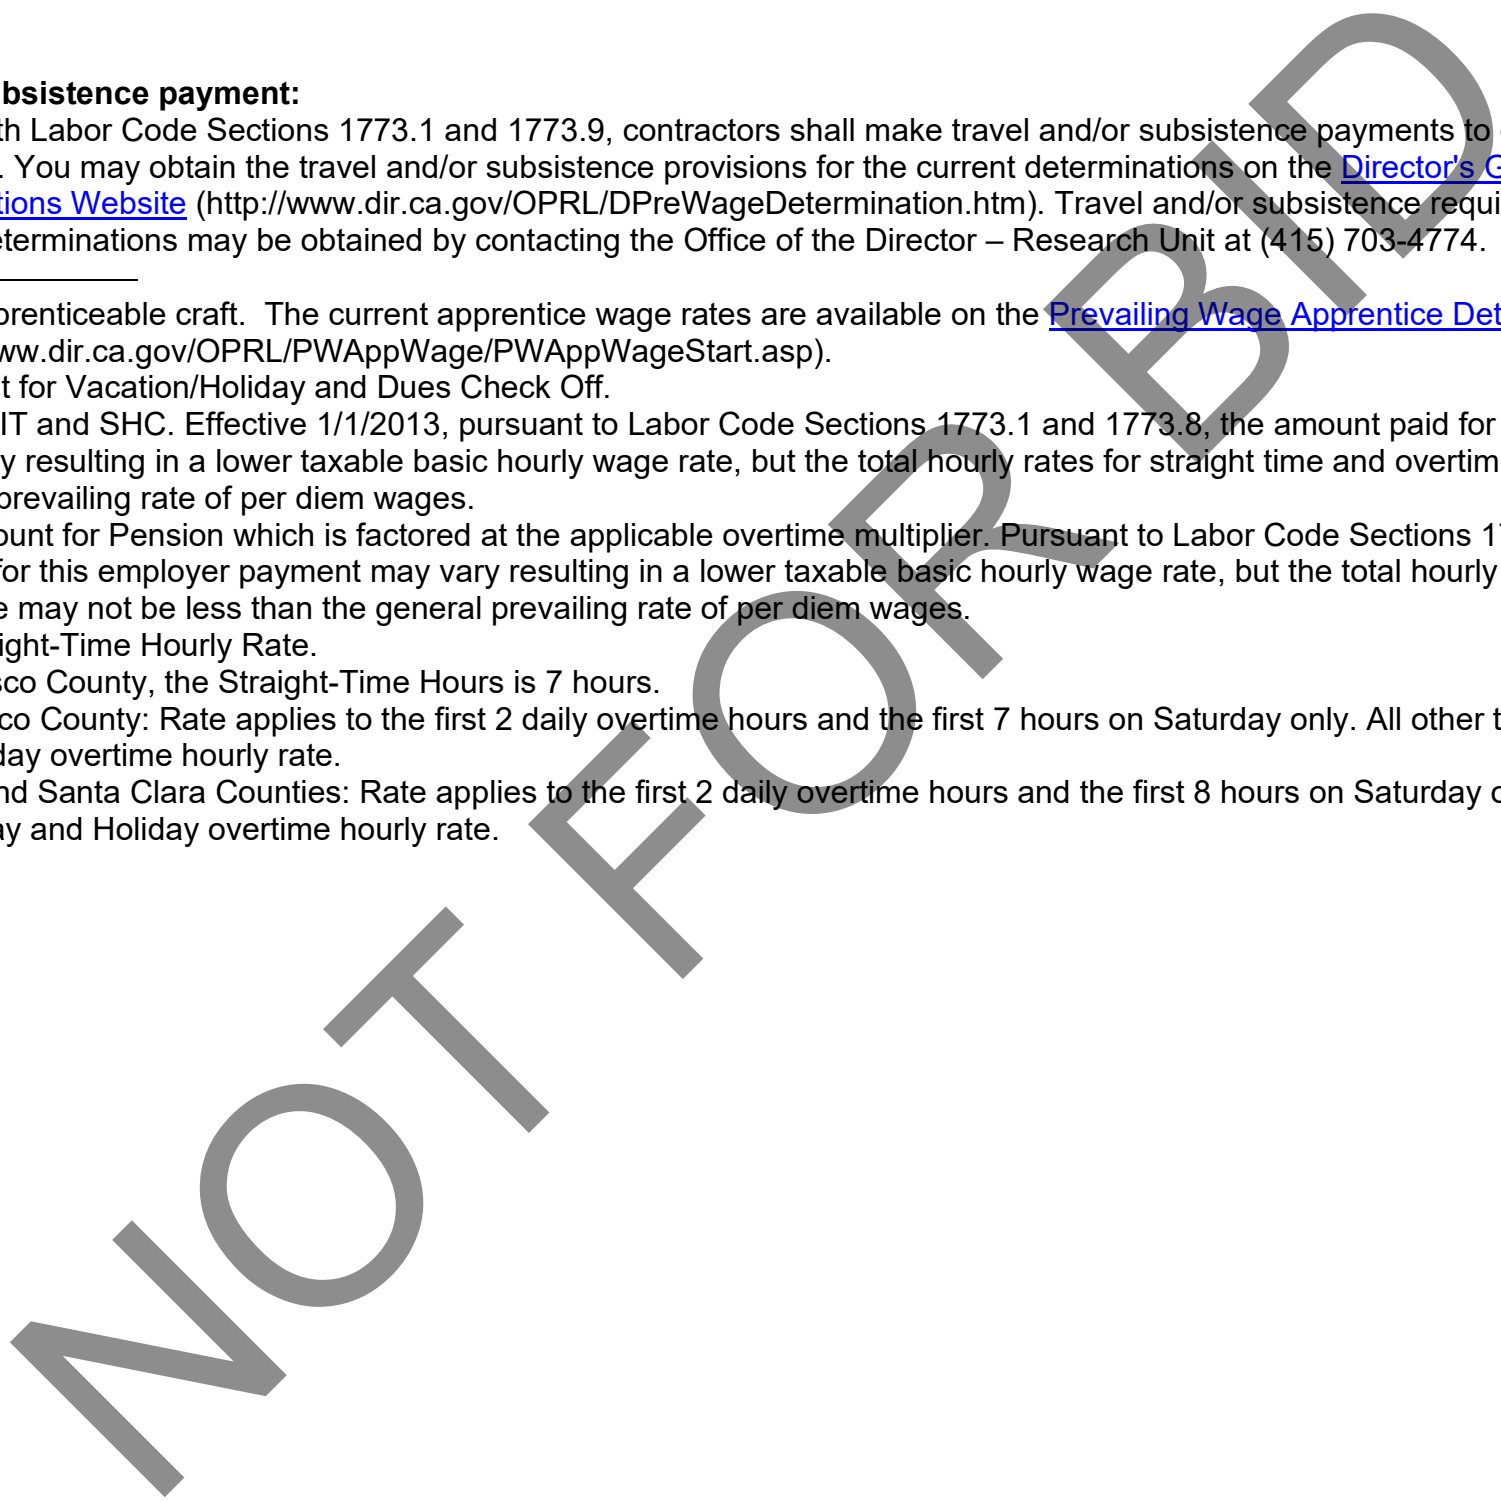 bsistence payment:
th Labor Code Sections 1773.1 and 1773.9, contractors shall make travel and/or subsistence payments to
. You may obtain the travel and/or subsistence provisions for the current determinations on the Director's G
tions Website (http://www.dir.ca.gov/OPRL/DPreWageDetermination.htm). Travel and/or subsistence requi
eterminations may be obtained by contacting the Office of the Director – Research Unit at (415) 703-4774.
prenticeable craft.  The current apprentice wage rates are available on the Prevailing Wage Apprentice Det
ww.dir.ca.gov/OPRL/PWAppWage/PWAppWageStart.asp).
t for Vacation/Holiday and Dues Check Off.
IT and SHC. Effective 1/1/2013, pursuant to Labor Code Sections 1773.1 and 1773.8, the amount paid for
y resulting in a lower taxable basic hourly wage rate, but the total hourly rates for straight time and overtim
prevailing rate of per diem wages.
ount for Pension which is factored at the applicable overtime multiplier. Pursuant to Labor Code Sections 17
for this employer payment may vary resulting in a lower taxable basic hourly wage rate, but the total hourly
e may not be less than the general prevailing rate of per diem wages.
ight-Time Hourly Rate.
sco County, the Straight-Time Hours is 7 hours.
co County: Rate applies to the first 2 daily overtime hours and the first 7 hours on Saturday only. All other t
day overtime hourly rate.
nd Santa Clara Counties: Rate applies to the first 2 daily overtime hours and the first 8 hours on Saturday o
ay and Holiday overtime hourly rate.
NOT FOR BID